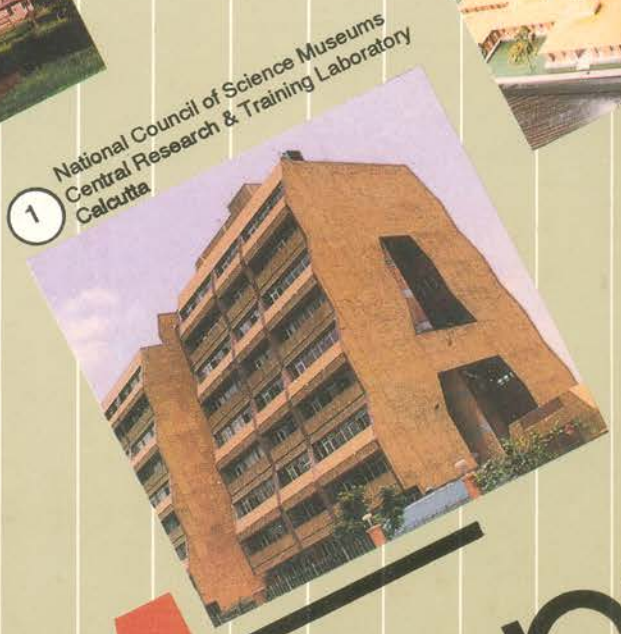 National Council of Science Museums
Central Research & Training Laboratory
1 Calcutta